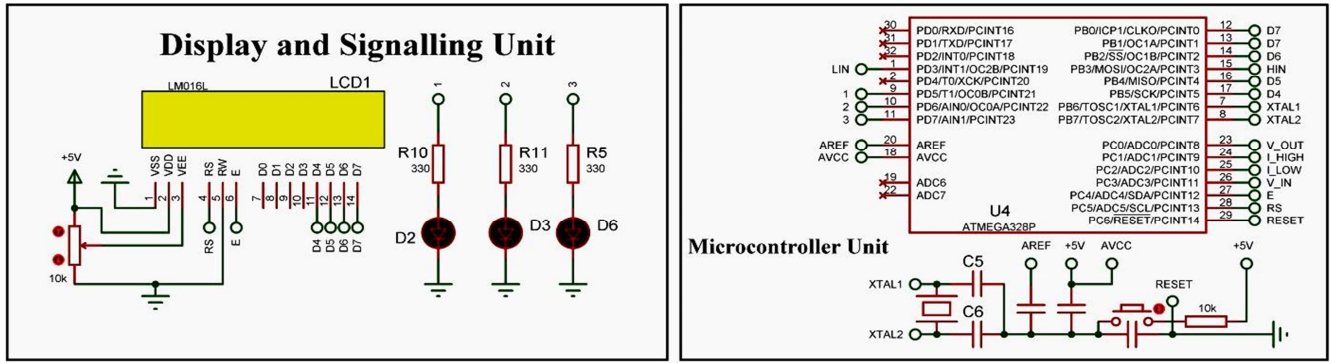 Display and Signalling Unit
LM016L
LCD1
+5V
VSS VDD VEE RS RW E D0 D1 D2 D3 D4 D5 D6 D7
1 2 3 4 5 6 7 8 9 10 11 12 13 14
RS E D4 D5 D6 D7
10k
1 2 3
R10 R11 R5
330 330 330
D2 D3 D6
30 PD0/RXD/PCINT16 PB0/ICP1/CLKO/PCINT0 12 D7
31 PD1/TXD/PCINT17 PB1/OC1A/PCINT1 13 D7
32 PD2/INT0/PCINT18 PB2/SS/OC1B/PCINT2 14 D6
LIN 1 PD3/INT1/OC2B/PCINT19 PB3/MOSI/OC2A/PCINT3 15 HIN
2 PD4/T0/XCK/PCINT20 PB4/MISO/PCINT4 16 D5
1 9 PD5/T1/OC0B/PCINT21 PB5/SCK/PCINT5 17 D4
2 10 PD6/AIN0/OC0A/PCINT22 PB6/TOSC1/XTAL1/PCINT6 7 XTAL1
3 11 PD7/AIN1/PCINT23 PB7/TOSC2/XTAL2/PCINT7 8 XTAL2
AREF 20 AREF PC0/ADC0/PCINT8 23 V_OUT
AVCC 18 AVCC PC1/ADC1/PCINT9 24 I_HIGH
PC2/ADC2/PCINT10 25 I_LOW
19 ADC6 PC3/ADC3/PCINT11 26 V_IN
22 ADC7 PC4/ADC4/SDA/PCINT12 27 E
PC5/ADC5/SCL/PCINT13 28 RS
PC6/RESET/PCINT14 29 RESET
U4
ATMEGA328P
Microcontroller Unit
AREF +5V AVCC +5V
C5
XTAL1
RESET
10k
C6
XTAL2